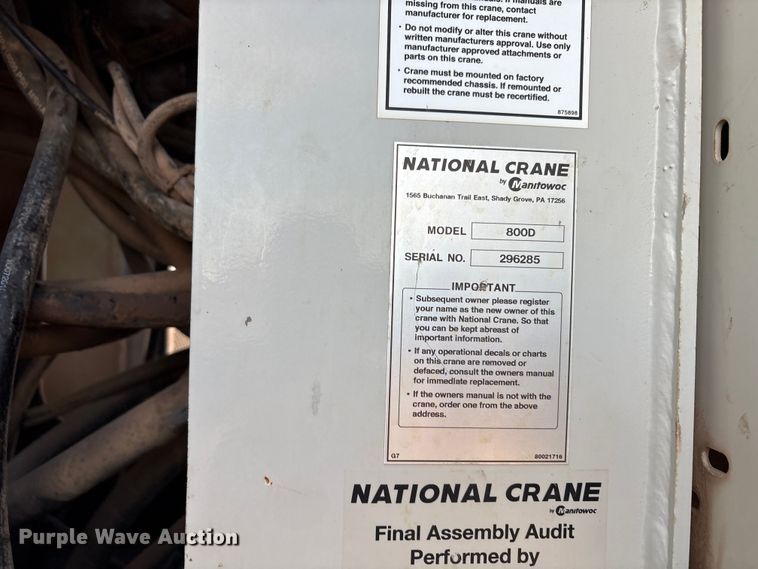 missing from this crane, contact
manufacturer for replacement.
• Do not modify or alter this crane without
written manufacturers approval. Use only
manufacturer approved attachments or
parts on this crane.
• Crane must be mounted on factory
recommended chassis. If remounted or
rebuilt the crane must be recertified.
875898
NATIONAL CRANE
by Manitowoc
1565 Buchanan Trail East, Shady Grove, PA 17256
MODEL 800D
SERIAL NO. 296285
IMPORTANT
• Subsequent owner please register
your name as the new owner of this
crane with National Crane. So that
you can be kept abreast of
important information.
• If any operational decals or charts
on this crane are removed or
defaced, consult the owners manual
for immediate replacement.
• If the owners manual is not with the
crane, order one from the above
address.
G7 80021716
NATIONAL CRANE
by Manitowoc
Final Assembly Audit
Performed by
Purple Wave Auction